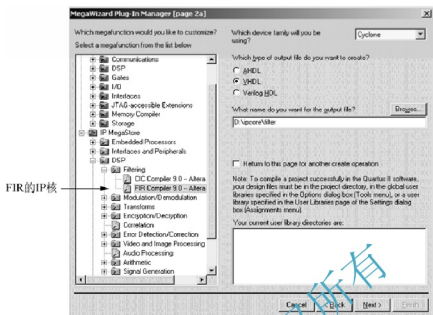 MegaWizard Plug-In Manager [page 2a]
Which megafunction would you like to customize?
Select a megafunction from the list below
Communications
DSP
Gates
I/O
Interfaces
JTAG-accessible Extensions
Memory Compiler
Storage
IP MegaStore
Embedded Processors
Interfaces and Peripherals
DSP
Filtering
CIC Compiler 9.0 - Altera
FIR Compiler 9.0 - Altera
Modulation/Demodulation
Transforms
Encryption/Decryption
Correlation
Error Detection/Correction
Video and Image Processing
Audio Processing
Arithmetic
Signal Generation
FIR的IP核
Which device family will you be using?
Cyclone
Which type of output file do you want to create?
AHDL
VHDL
Verilog HDL
What name do you want for the output file?
Browse...
D:\ipcore\filter
Return to this page for another create operation
Note: To compile a project successfully in the Quartus II software,
your design files must be in the project directory, in the global user
libraries specified in the Options dialog box (Tools menu), or a user
library specified in the User Libraries page of the Settings dialog
box (Assignments menu).
Your current user library directories are:
所有
Cancel
< Back
Next >
Finish